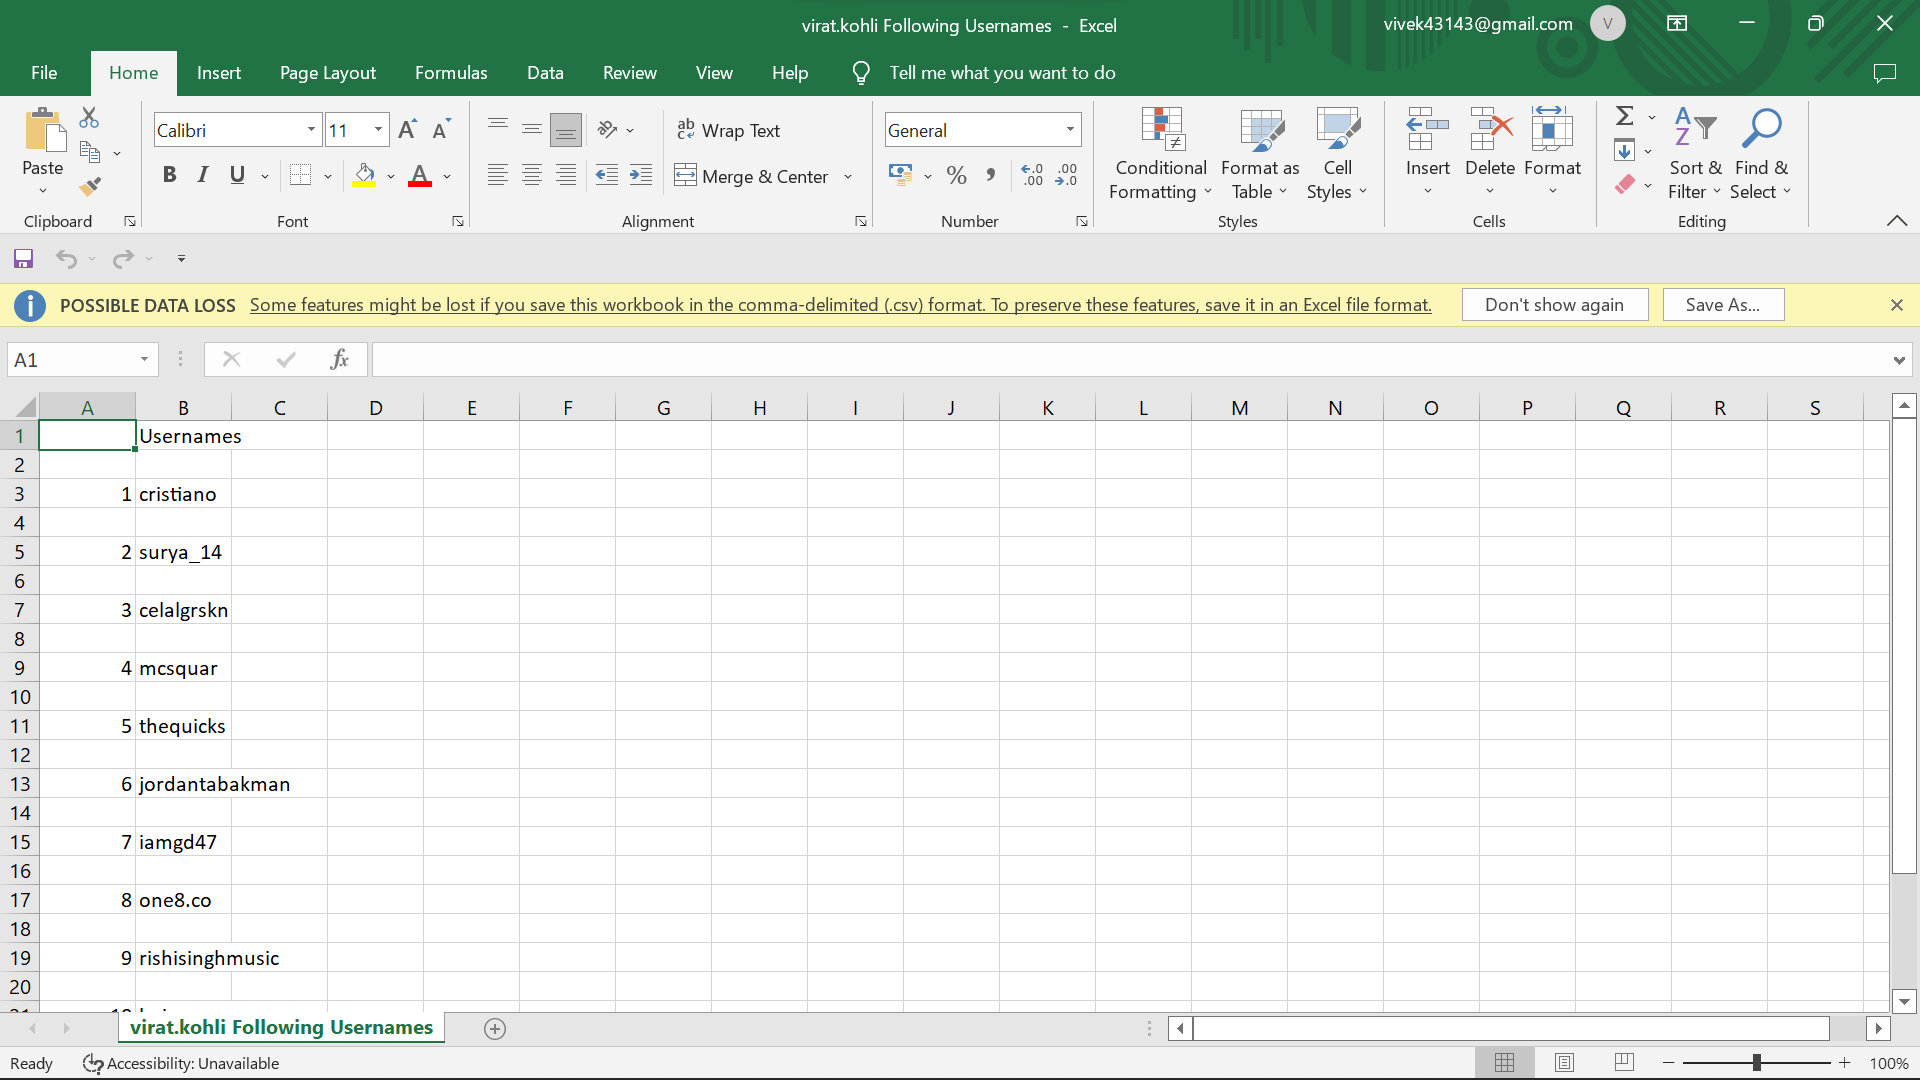 virat.kohli Following Usernames - Excel
vivek43143@gmail.com V
File Home Insert Page Layout Formulas Data Review View Help Tell me what you want to do
Calibri 11
ab Wrap Text
General
Paste
B I U A
Merge & Center
% , .00 .0
Conditional Formatting
Format as Table
Cell Styles
Insert Delete Format
Sort & Filter
Find & Select
Clipboard Font Alignment Number Styles Cells Editing
POSSIBLE DATA LOSS Some features might be lost if you save this workbook in the comma-delimited (.csv) format. To preserve these features, save it in an Excel file format. Don't show again Save As...
A1 fx
A B C D E F G H I J K L M N O P Q R S
1 Usernames
2
3 1 cristiano
4
5 2 surya_14
6
7 3 celalgrskn
8
9 4 mcsquar
10
11 5 thequicks
12
13 6 jordantabakman
14
15 7 iamgd47
16
17 8 one8.co
18
19 9 rishisinghmusic
20
virat.kohli Following Usernames
Ready Accessibility: Unavailable 100%